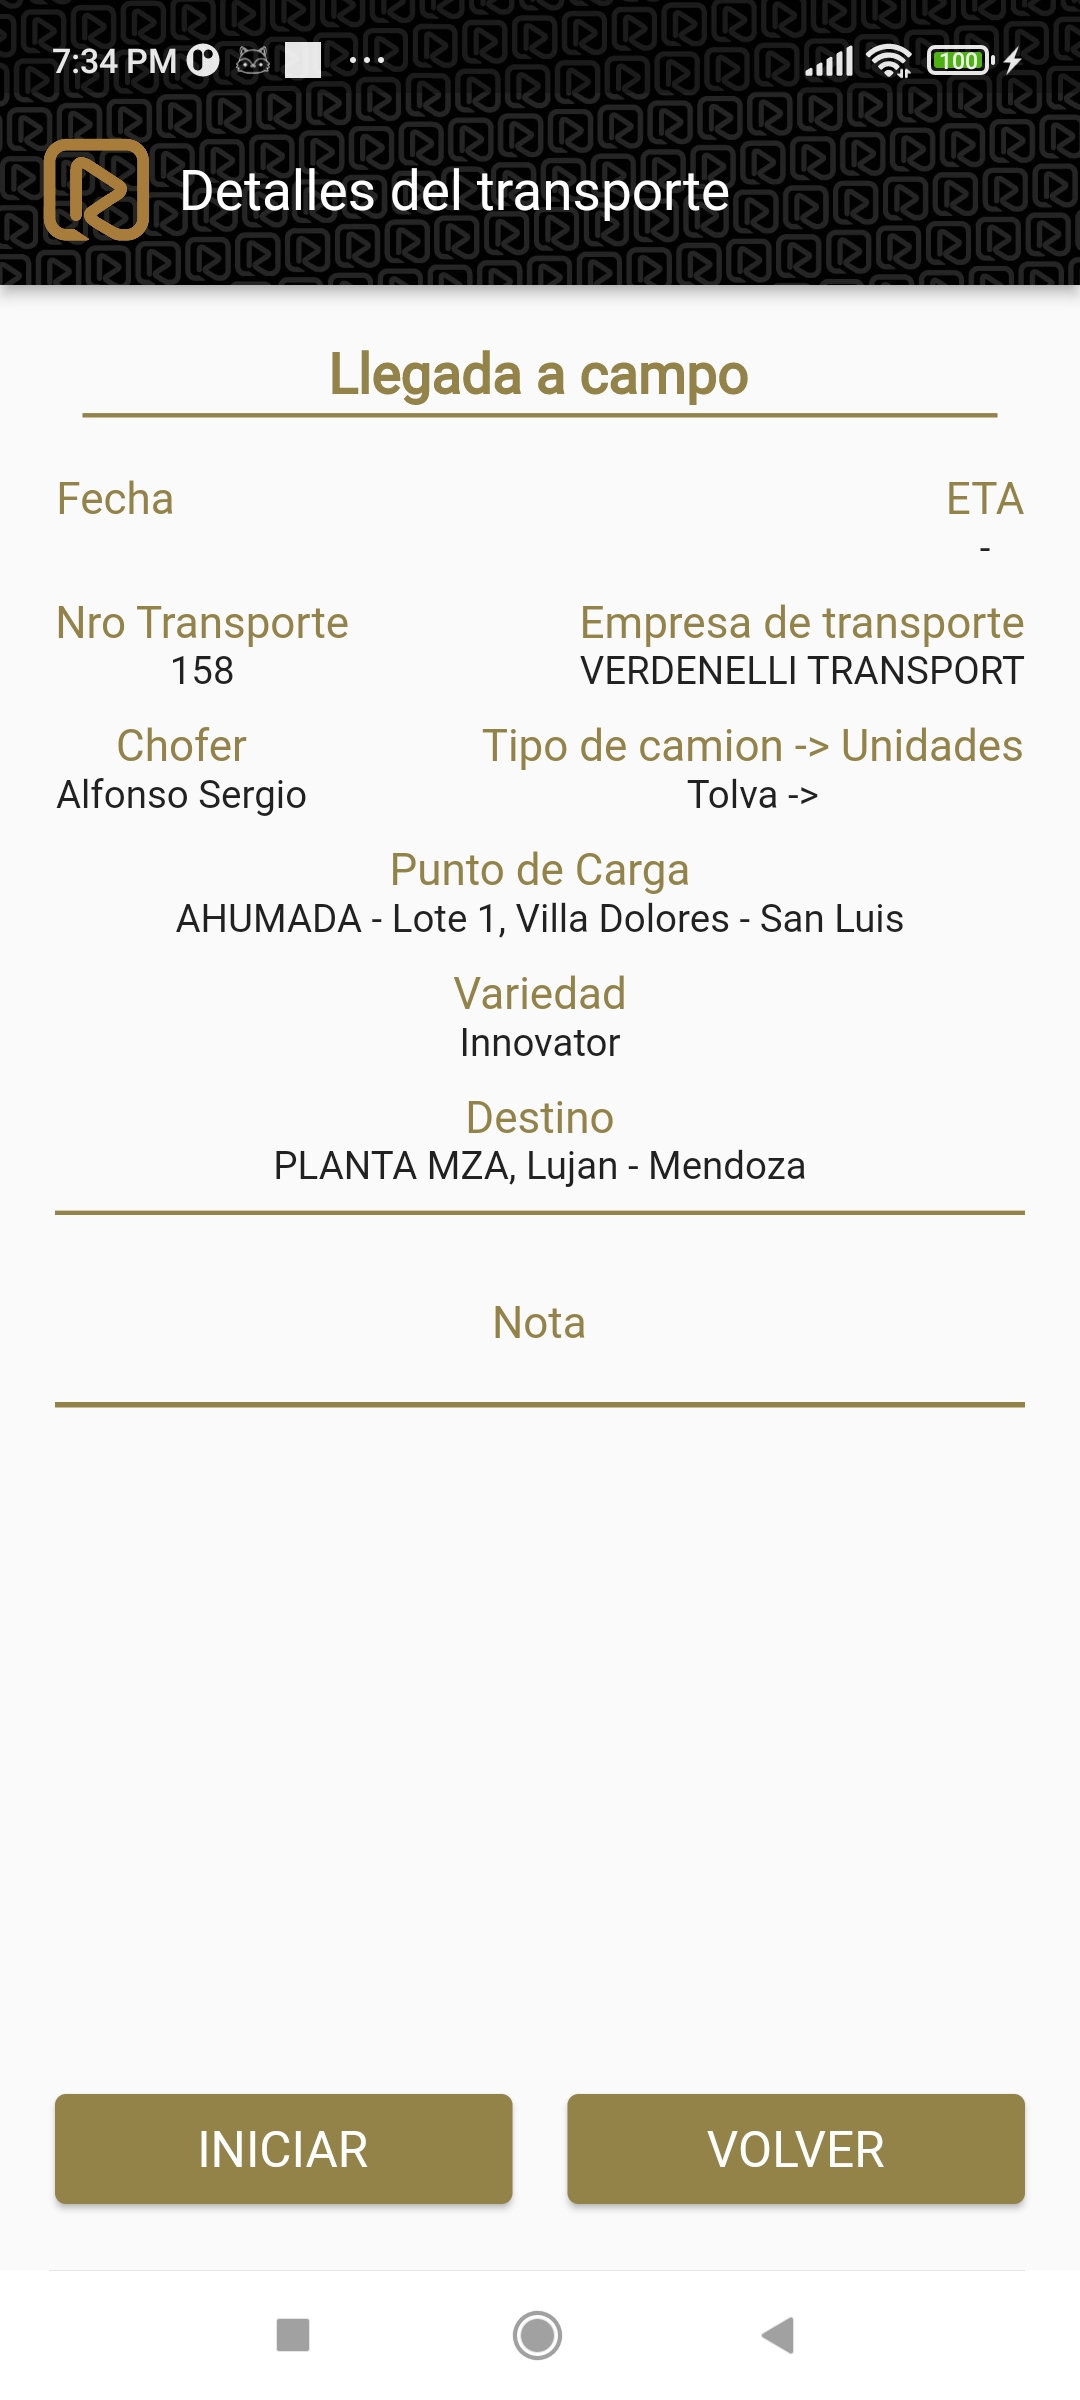 7:34 PM
100
Detalles del transporte
Llegada a campo
Fecha
ETA
-
Nro Transporte
Empresa de transporte
158
VERDENELLI TRANSPORT
Chofer
Tipo de camion -> Unidades
Alfonso Sergio
Tolva ->
Punto de Carga
AHUMADA - Lote 1, Villa Dolores - San Luis
Variedad
Innovator
Destino
PLANTA MZA, Lujan - Mendoza
Nota
INICIAR
VOLVER